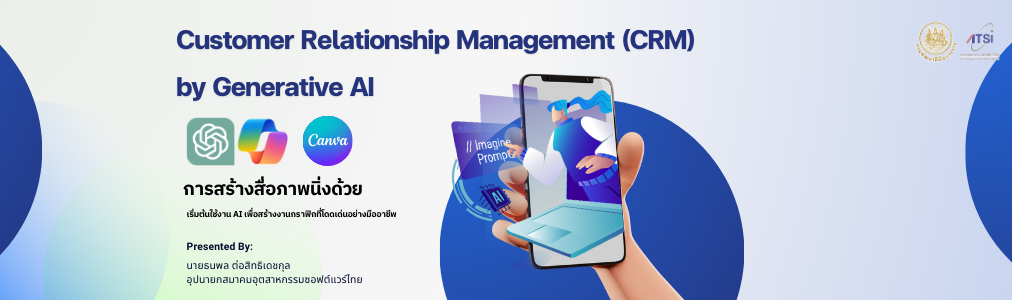 Customer Relationship Management (CRM)
by Generative AI
Canva
// Imagine
Prompt
AI
การสร้างสื่อภาพนิ่งด้วย
เริ่มต้นใช้งาน AI เพื่อสร้างงานกราฟิกที่โดดเด่นอย่างมืออาชีพ
Presented By:
นายธนพล ต่อสิทธิเดชกุล
อุปนายกสมาคมอุตสาหกรรมซอฟต์แวร์ไทย
ATSI